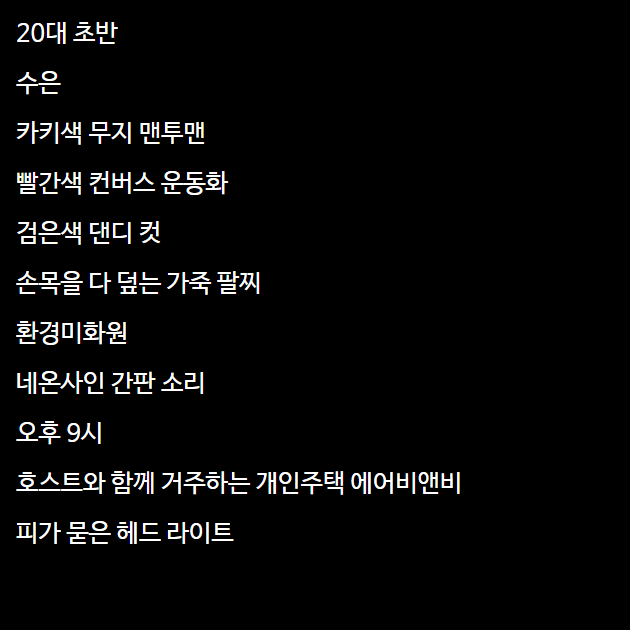 20대 초반
수은
카키색 무지 맨투맨
빨간색 컨버스 운동화
검은색 댄디 컷
손목을 다 덮는 가죽 팔찌
환경미화원
네온사인 간판 소리
오후 9시
호스트와 함께 거주하는 개인주택 에어비앤비
피가 묻은 헤드 라이트